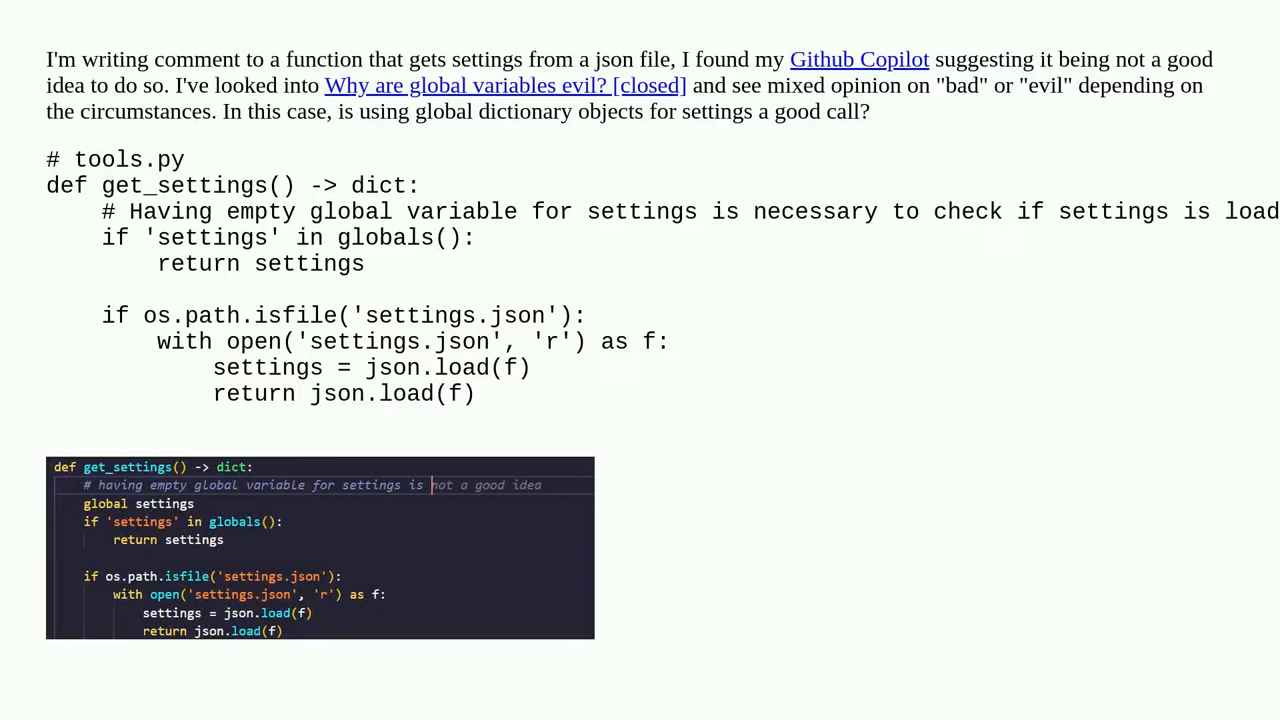 I'm writing comment to a function that gets settings from a json file, I found my Github Copilot suggesting it being not a good
idea to do so. I've looked into Why are global variables evil? [closed] and see mixed opinion on "bad" or "evil" depending on
the circumstances. In this case, is using global dictionary objects for settings a good call?
# tools.py
def get_settings() -> dict:
    # Having empty global variable for settings is necessary to check if settings is load
    if 'settings' in globals():
        return settings
    if os.path.isfile('settings.json'):
        with open('settings.json', 'r') as f:
            settings = json.load(f)
            return json.load(f)
def get_settings() -> dict:
    # having empty global variable for settings is not a good idea
    global settings
    if 'settings' in globals():
        return settings
    if os.path.isfile('settings.json'):
        with open('settings.json', 'r') as f:
            settings = json.load(f)
            return json.load(f)